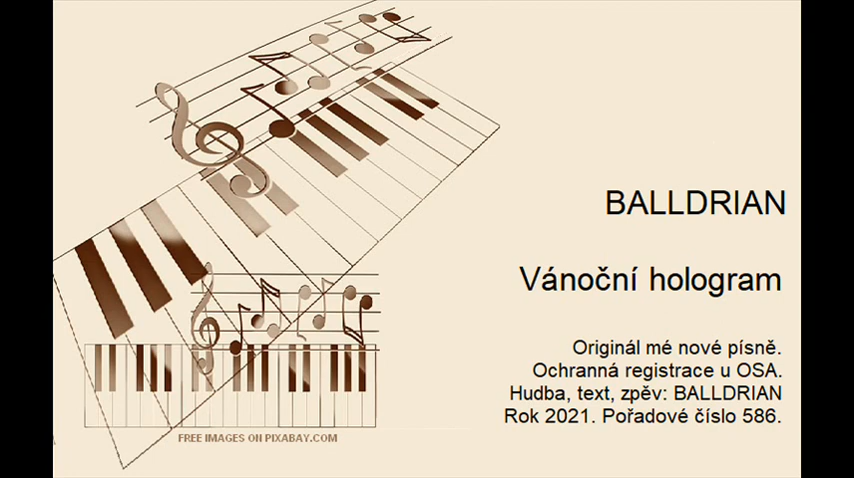 BALLDRIAN
Vánoční hologram
Originál mé nové písně.
Ochranná registrace u OSA.
Hudba, text, zpěv: BALLDRIAN
Rok 2021. Pořadové číslo 586.
FREE IMAGES ON PIXABAY.COM